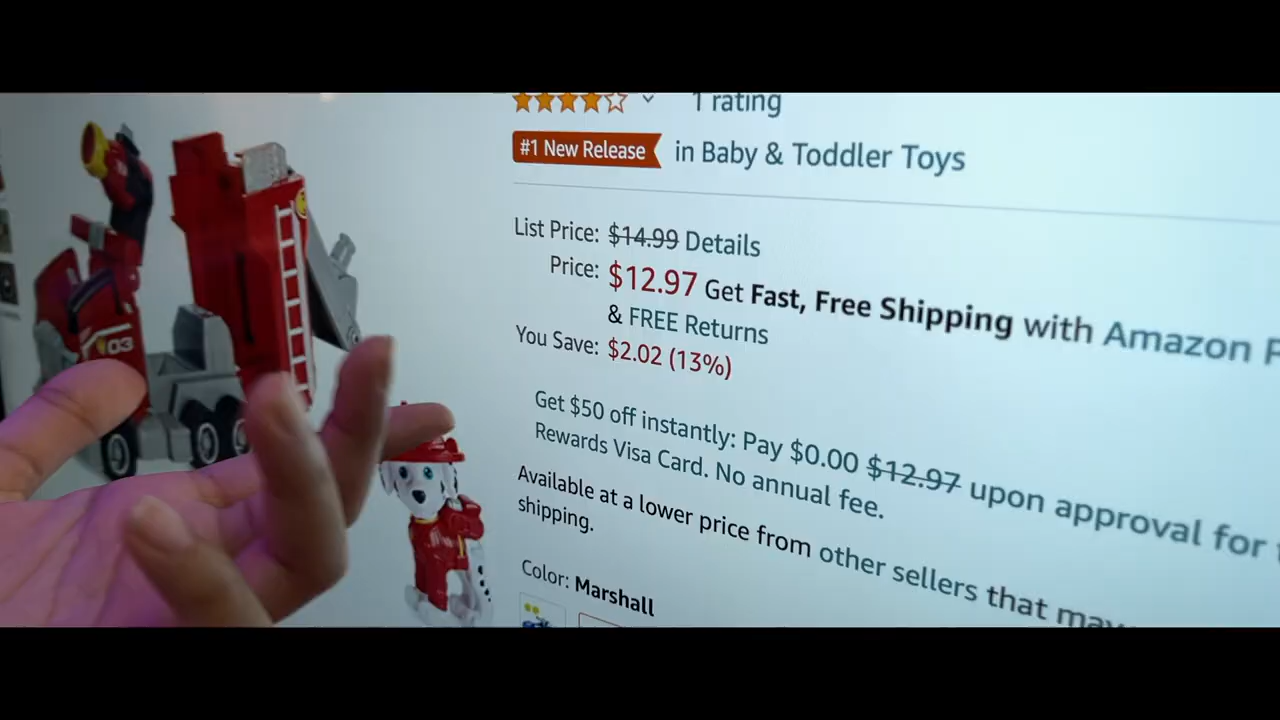 1 rating
#1 New Release in Baby & Toddler Toys
List Price: $14.99 Details
Price: $12.97 Get Fast, Free Shipping with Amazon
& FREE Returns
You Save: $2.02 (13%)
Get $50 off instantly: Pay $0.00 $12.97 upon approval for
Rewards Visa Card. No annual fee.
Available at a lower price from other sellers that may
shipping.
Color: Marshall
03